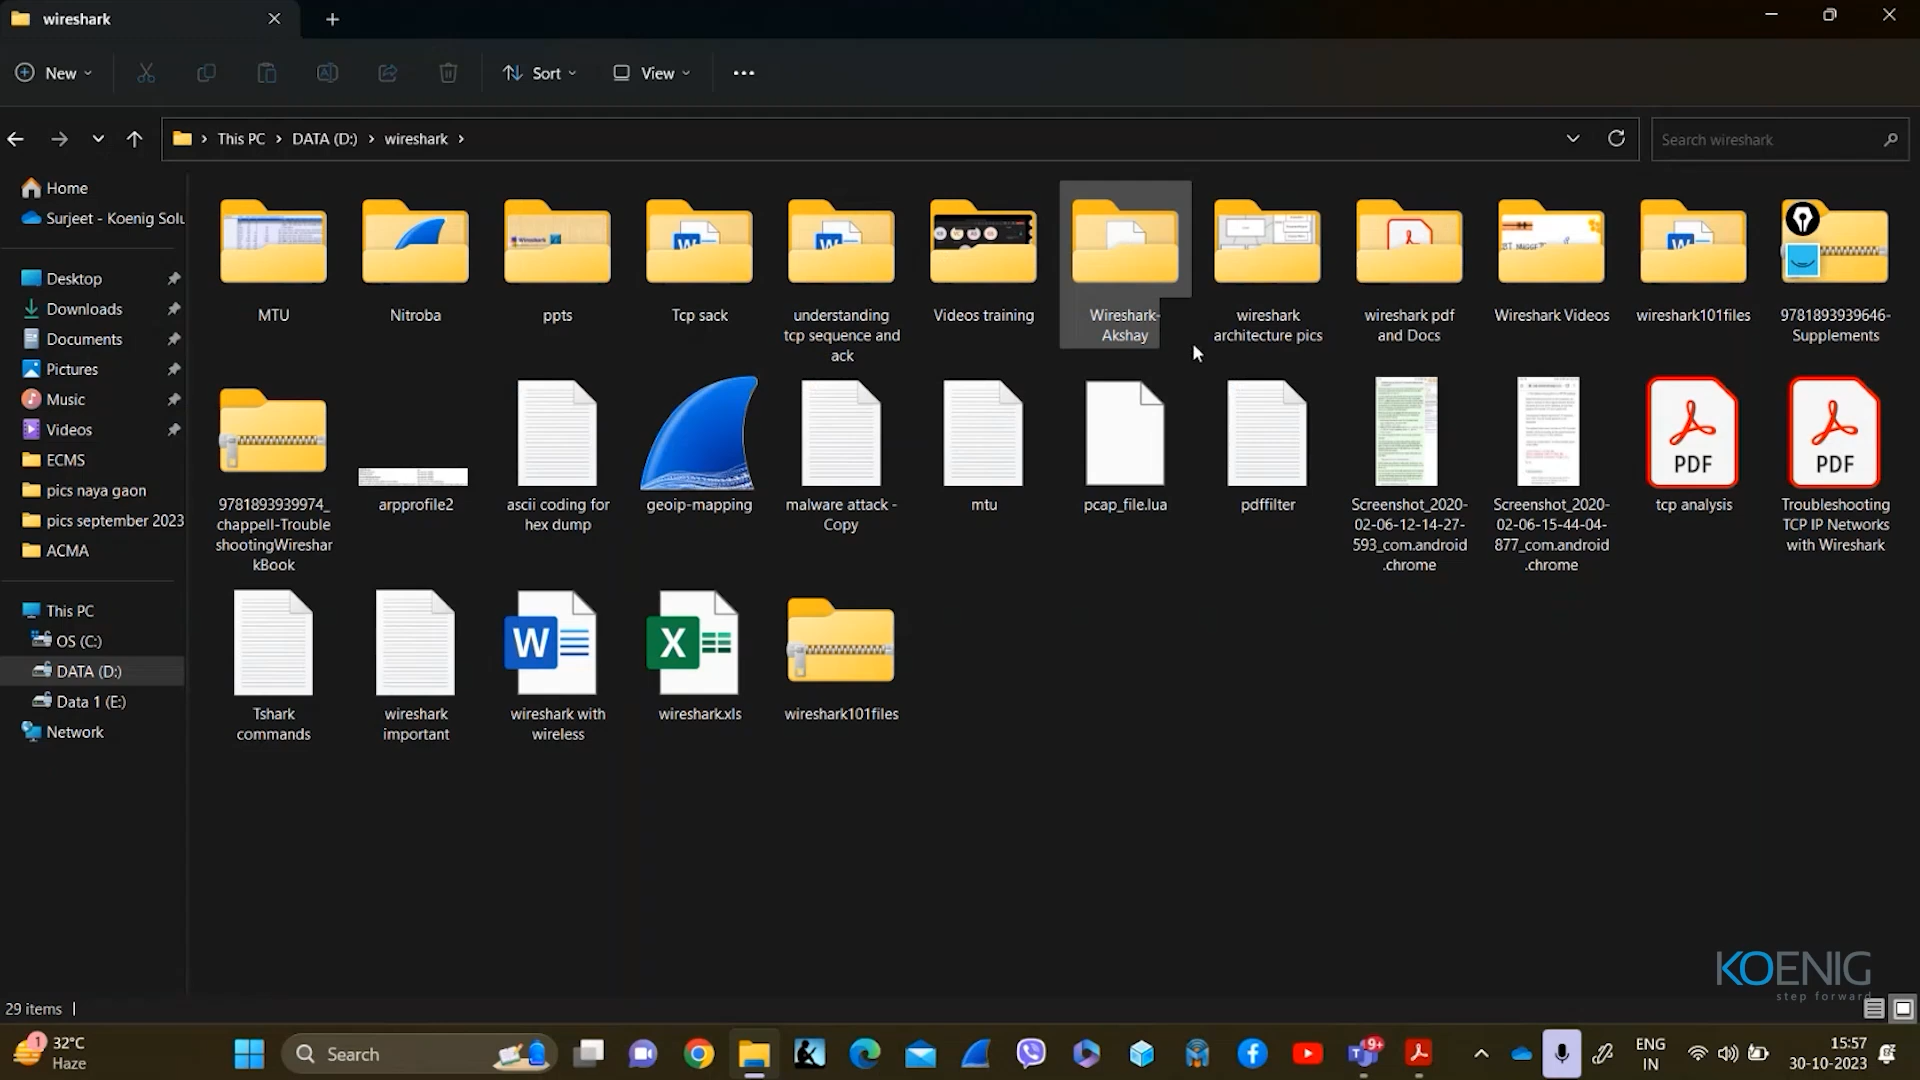 wireshark
New
Sort
View
This PC
DATA (D:)
wireshark
Search wireshark
Home
Surjeet - Koenig Solu
Desktop
Downloads
Documents
Pictures
Music
Videos
ECMS
pics naya gaon
pics september 2023
ACMA
This PC
OS (C:)
DATA (D:)
Data 1 (E:)
Network
MTU
Nitroba
ppts
Tcp sack
understanding
tcp sequence and
ack
Videos training
Wireshark-
Akshay
wireshark
architecture pics
wireshark pdf
and Docs
Wireshark Videos
wireshark101files
9781893939646-
Supplements
9781893939974_
chappell-Trouble
shootingWireshar
kBook
arpprofile2
ascii coding for
hex dump
geoip-mapping
malware attack -
Copy
mtu
pcap_file.lua
pdffilter
Screenshot_2020-
02-06-12-14-27-
593_com.android
.chrome
Screenshot_2020-
02-06-15-44-04-
877_com.android
.chrome
PDF
tcp analysis
PDF
Troubleshooting
TCP IP Networks
with Wireshark
Tshark
commands
wireshark
important
W
wireshark with
wireless
X
wireshark.xls
wireshark101files
KOENIG
step forward
29 items
1
32°C
Haze
Search
9+
ENG
IN
15:57
30-10-2023